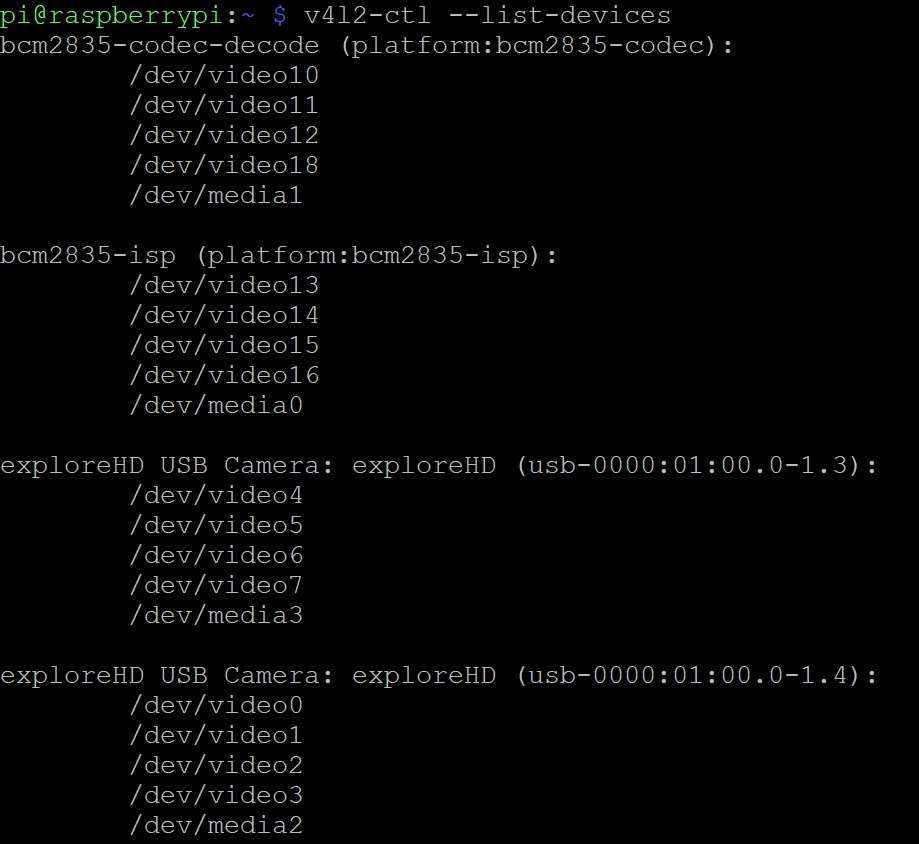 pi@raspberrypi:~ $ v4l2-ctl --list-devices
bcm2835-codec-decode (platform:bcm2835-codec):
/dev/video10
/dev/video11
/dev/video12
/dev/video18
/dev/media1
bcm2835-isp (platform:bcm2835-isp):
/dev/video13
/dev/video14
/dev/video15
/dev/video16
/dev/media0
exploreHD USB Camera: exploreHD (usb-0000:01:00.0-1.3):
/dev/video4
/dev/video5
/dev/video6
/dev/video7
/dev/media3
exploreHD USB Camera: exploreHD (usb-0000:01:00.0-1.4):
/dev/video0
/dev/video1
/dev/video2
/dev/video3
/dev/media2